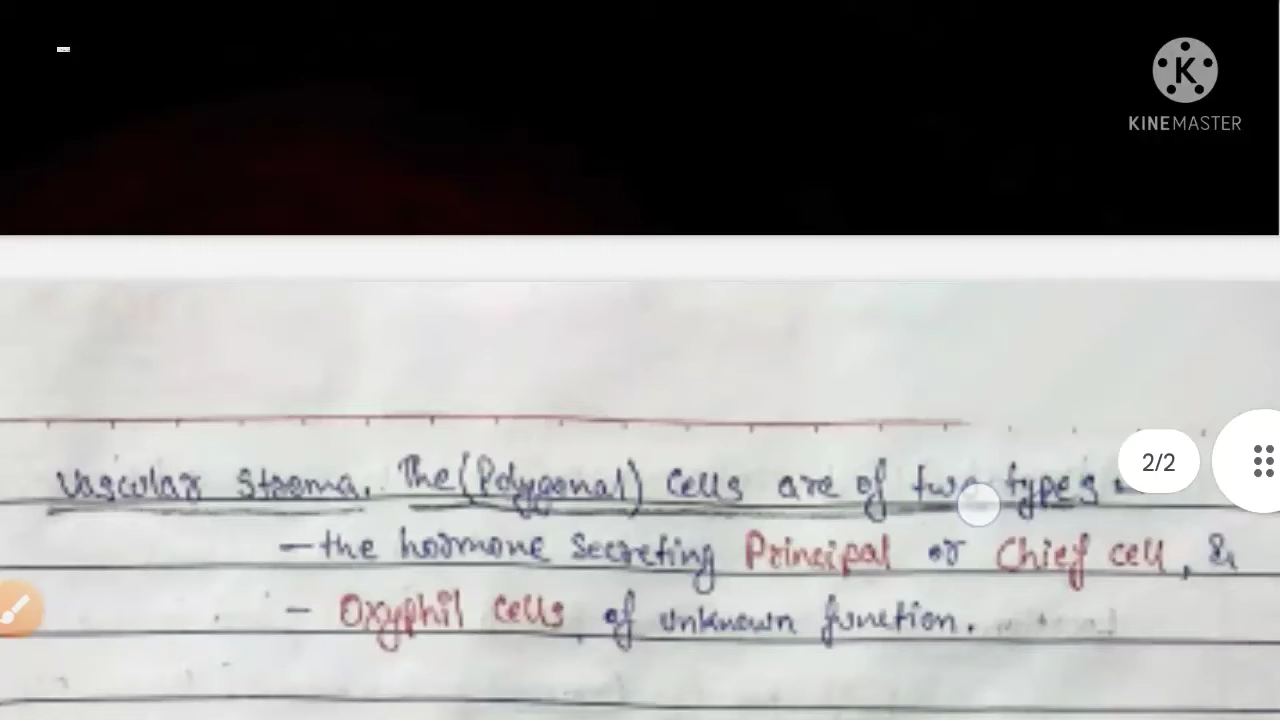 K
KINEMASTER
2/2
Vascular Stroma. The (Polygonal) Cells are of two types -
- the hormone Secreting Principal or Chief cell, &
- Oxyphil Cells of unknown function.